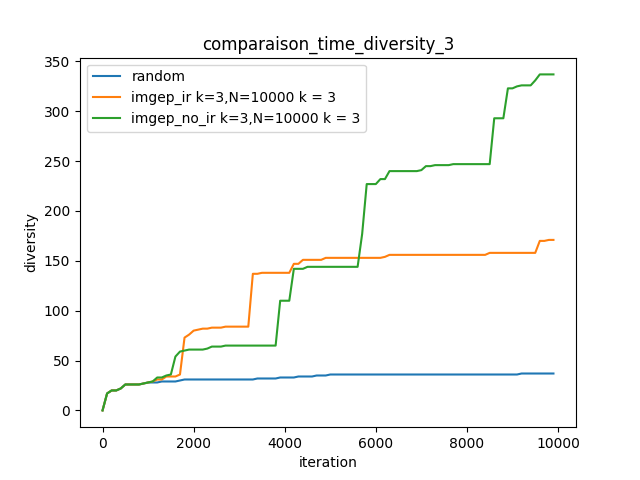 comparaison_time_diversity_3
random
imgep_ir k=3,N=10000 k = 3
imgep_no_ir k=3,N=10000 k = 3
350
300
250
200
150
100
50
0
diversity
0 2000 4000 6000 8000 10000
iteration